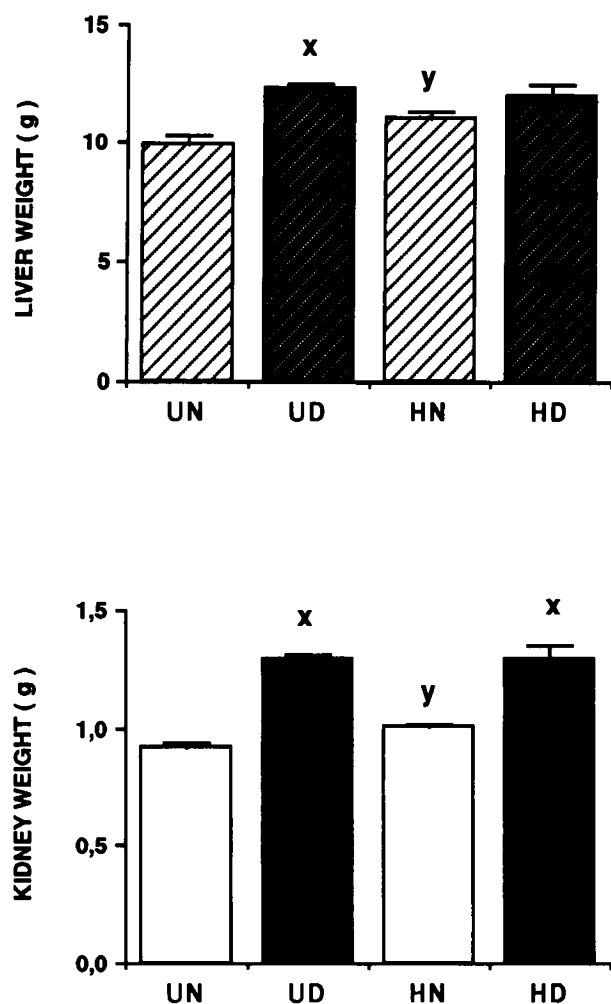 LIVER WEIGHT ( g )
15
10
5
0
x
y
UN UD HN HD
KIDNEY WEIGHT ( g )
1,5
1,0
0,5
0,0
x
y
x
UN UD HN HD